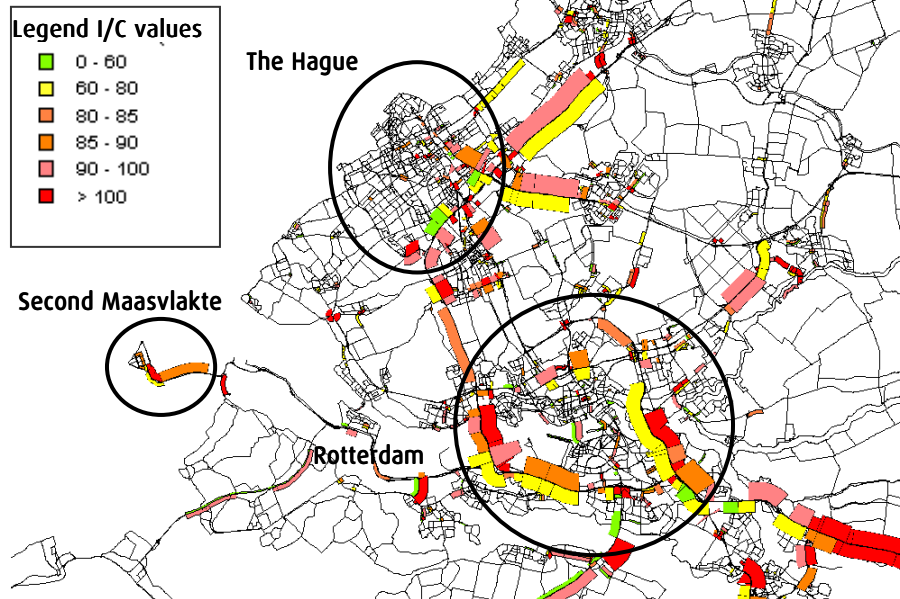 Legend I/C values
0 - 60
60 - 80
80 - 85
85 - 90
90 - 100
> 100
The Hague
Second Maasvlakte
Rotterdam